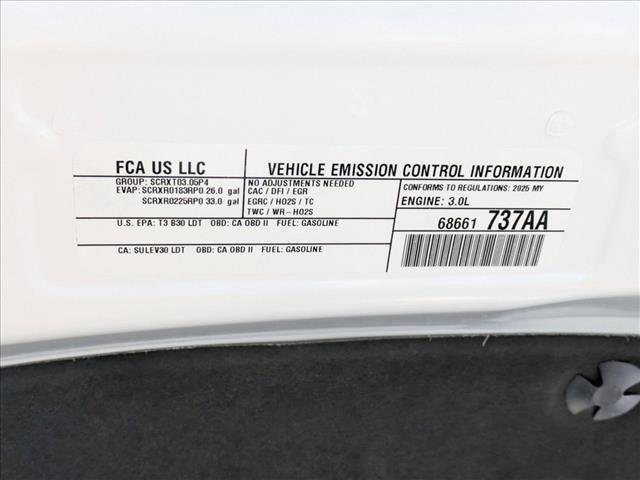 FCA US LLC
VEHICLE EMISSION CONTROL INFORMATION
GROUP: SCRXT03.05P4
EVAP: SCRXR0183RP0 26.0 gal
SCRXR0225RP0 33.0 gal
NO ADJUSTMENTS NEEDED
CAC / DFI / EGR
EGRC / HO2S / TC
TWC / WR-HO2S
CONFORMS TO REGULATIONS: 2025 MY
ENGINE: 3.0L
U.S. EPA: T3 B30 LDT OBD: CA OBD II FUEL: GASOLINE
CA: SULEV30 LDT OBD: CA OBD II FUEL: GASOLINE
68661 737AA